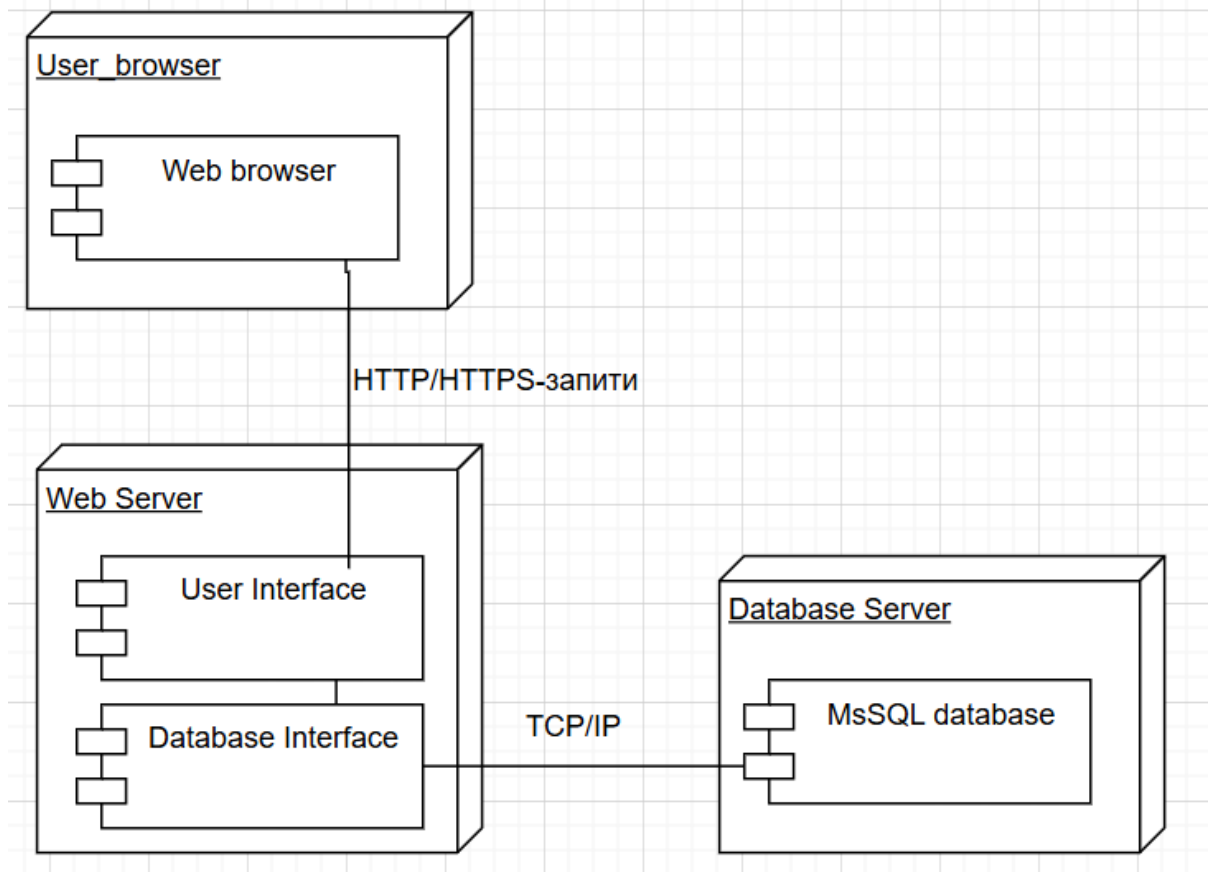 User_browser
Web browser
HTTP/HTTPS-запити
Web Server
User Interface
Database Interface
TCP/IP
Database Server
MsSQL database